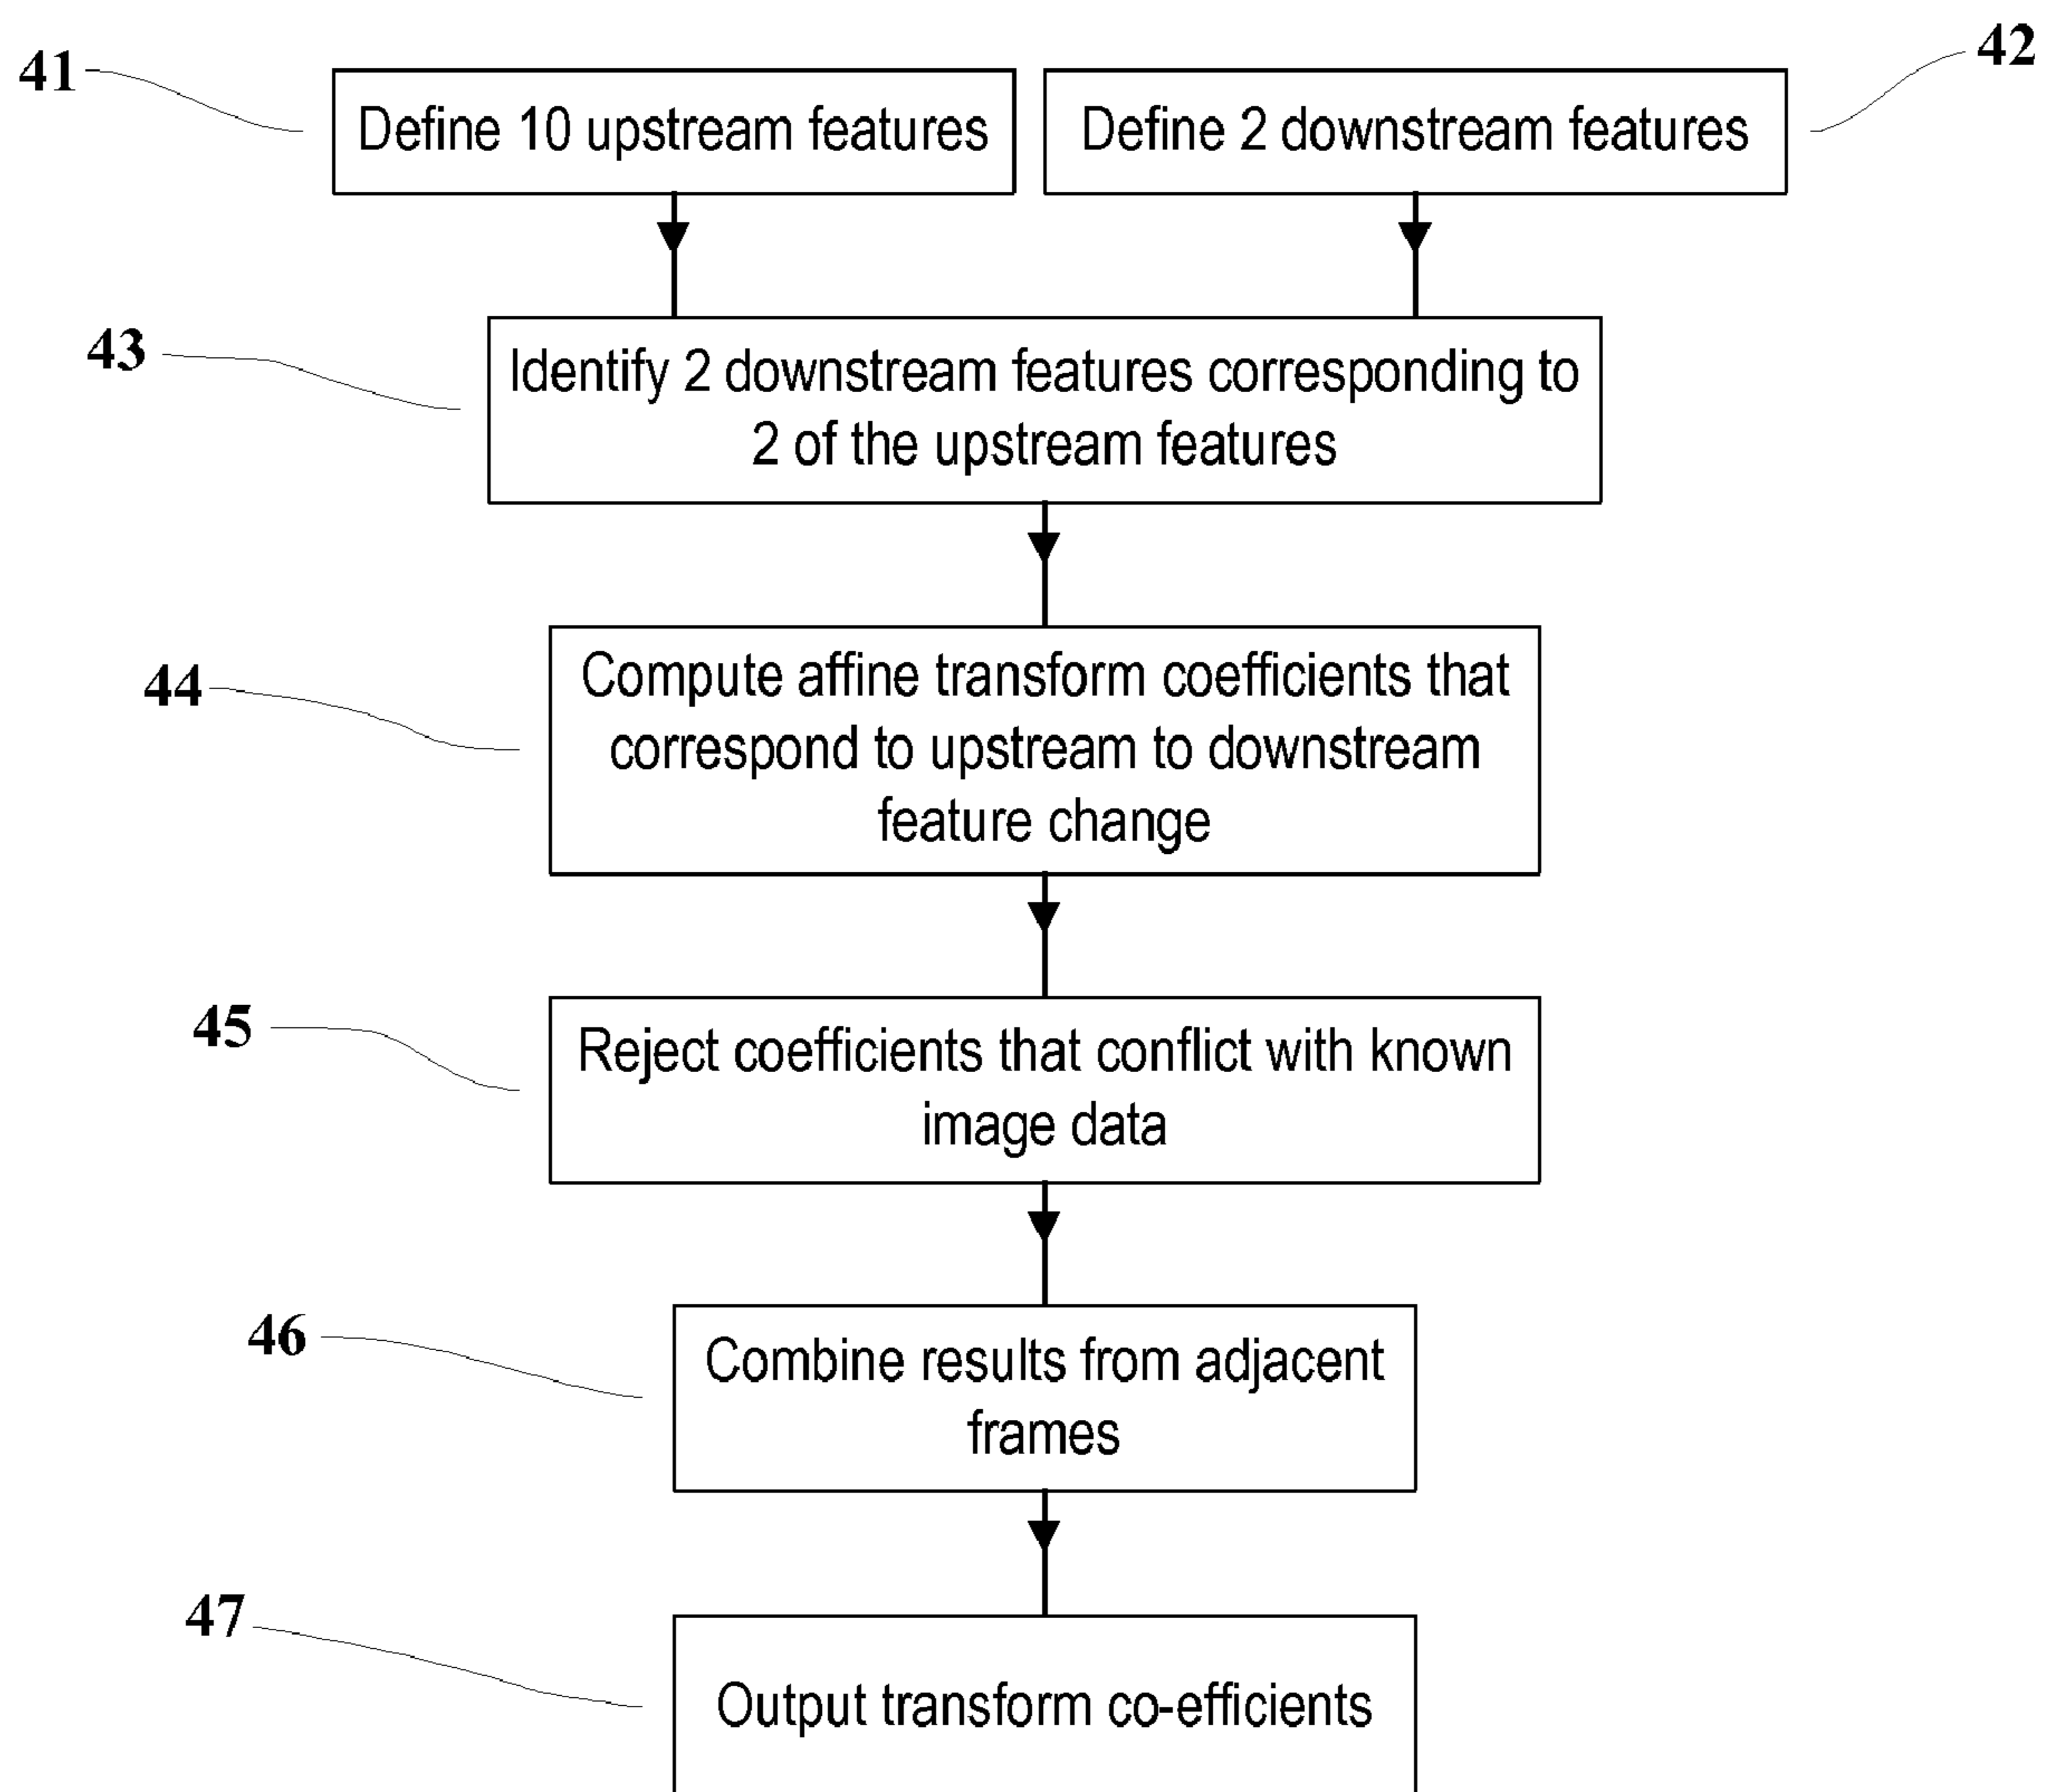 41
Define 10 upstream features
Define 2 downstream features
42
43
Identify 2 downstream features corresponding to
2 of the upstream features
44
Compute affine transform coefficients that
correspond to upstream to downstream
feature change
45
Reject coefficients that conflict with known
image data
46
Combine results from adjacent
frames
47
Output transform co-efficients